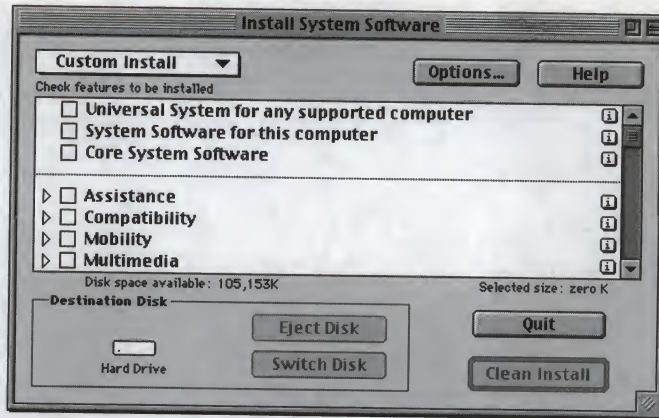 Install System Software
Custom Install
Options...
Help
Check features to be installed
Universal System for any supported computer
System Software for this computer
Core System Software
Assistance
Compatibility
Mobility
Multimedia
Disk space available: 105,153K
Selected size: zero K
Destination Disk
Eject Disk
Quit
Hard Drive
Switch Disk
Clean Install